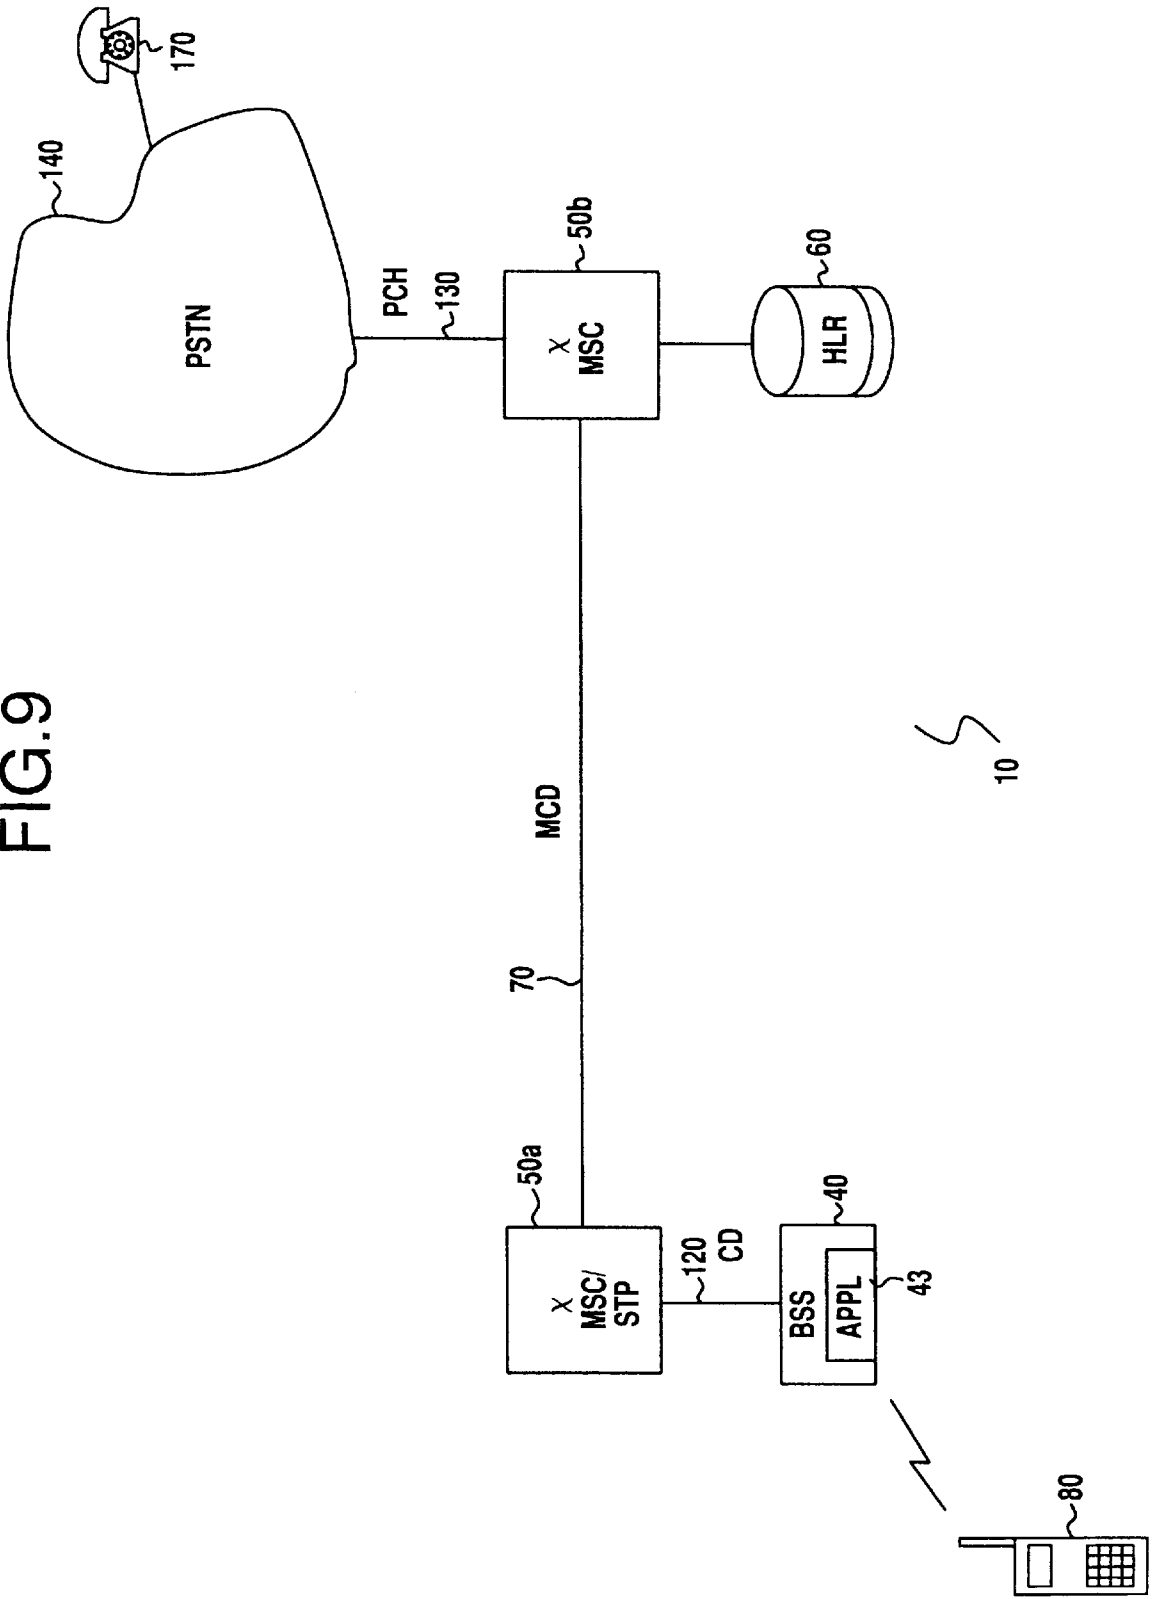 FIG.9
170
140
PSTN
PCH
130
50b
χ
MSC
60
HLR
MCD
70
50a
χ
MSC/
STP
120
CD
40
BSS
APPL
43
80
10